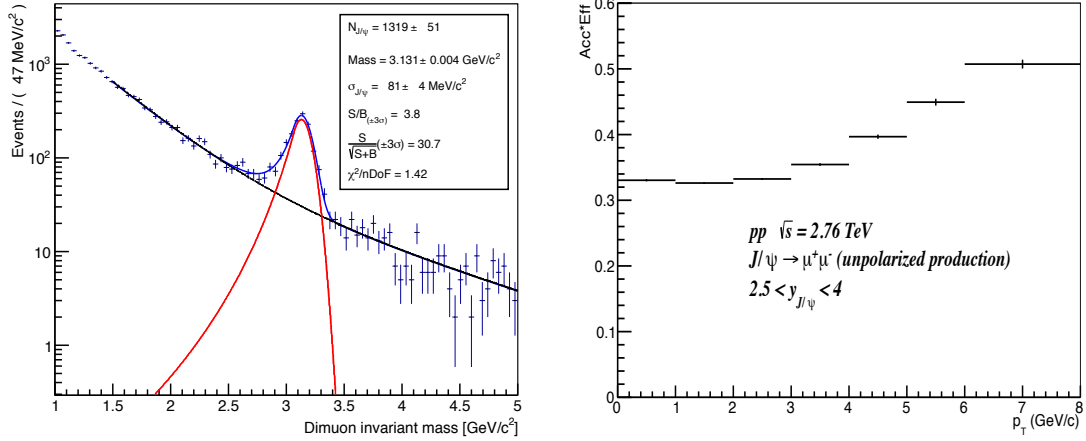 Events / ( 47 MeV/c²)
10³
10²
10
1
N_{J/ψ} = 1319 ± 51
Mass = 3.131 ± 0.004 GeV/c²
σ_{J/ψ} = 81 ± 4 MeV/c²
S/B_{(±3σ)} = 3.8
S/√S+B (±3σ) = 30.7
χ²/nDoF = 1.42
1 1.5 2 2.5 3 3.5 4 4.5 5
Dimuon invariant mass [GeV/c²]
Acc*Eff
0.6
0.5
0.4
0.3
0.2
0.1
0
pp √s = 2.76 TeV
J/ψ → μ⁺μ⁻ (unpolarized production)
2.5 < y_{J/ψ} < 4
0 1 2 3 4 5 6 7 8
p_T (GeV/c)